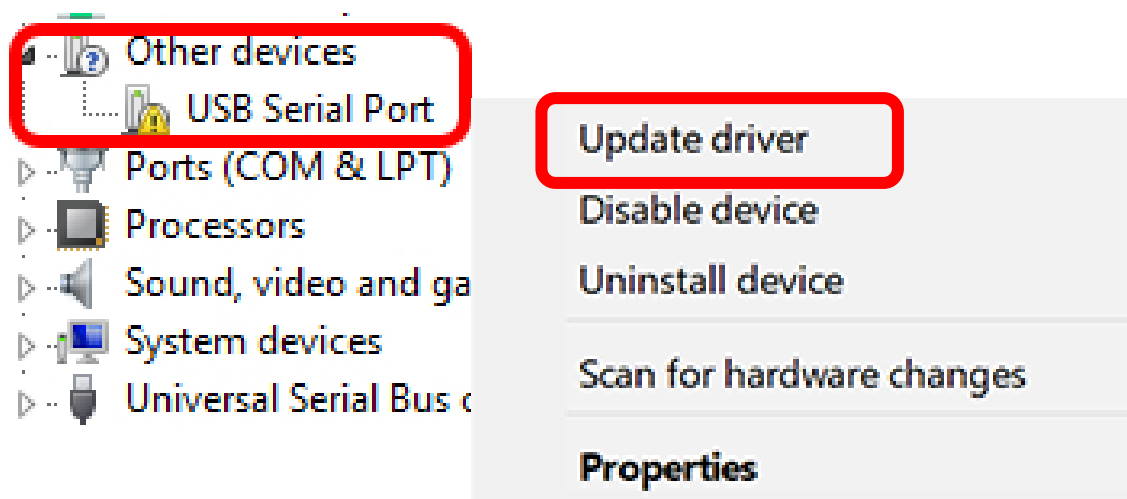 Other devices
USB Serial Port
Ports (COM & LPT)
Processors
Sound, video and ga
System devices
Universal Serial Bus c
Update driver
Disable device
Uninstall device
Scan for hardware changes
Properties